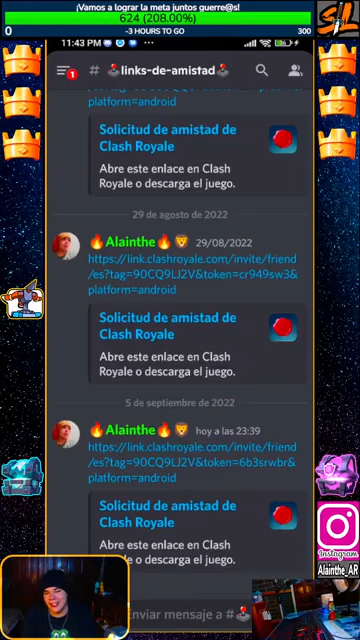 ¡Vamos a lograr la meta juntos guerre@s!
624 (208.00%)
0 -3 HOURS TO GO 300
SL
11:43 PM
1 # links-de-amistad
platform=android
Solicitud de amistad de
Clash Royale
Abre este enlace en Clash
Royale o descarga el juego.
29 de agosto de 2022
Alainthe 29/08/2022
https://link.clashroyale.com/invite/friend
/es?tag=90CQ9LJ2V&token=cr949sw3&
platform=android
Solicitud de amistad de
Clash Royale
Abre este enlace en Clash
Royale o descarga el juego.
5 de septiembre de 2022
Alainthe hoy a las 23:39
https://link.clashroyale.com/invite/friend
/es?tag=90CQ9LJ2V&token=6b3srwbr&
platform=android
Solicitud de amistad de
Clash Royale
Abre este enlace en Clash
o descarga el juego.
Instagram
Alainthe_AR
Enviar mensaje a #